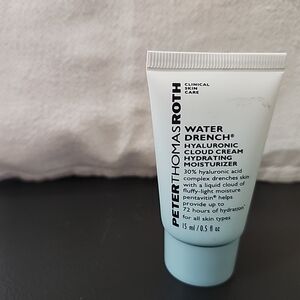 PETER THOMAS ROTH
CLINICAL
SKIN
CARE
WATER
DRENCH®
HYALURONIC
CLOUD CREAM
HYDRATING
MOISTURIZER
30% hyaluronic acid
complex drenches skin
with a liquid cloud of
fluffy-light moisture
pentavitin® helps
provide up to
72 hours of hydration*
for all skin types
15 ml / 0.5 fl oz